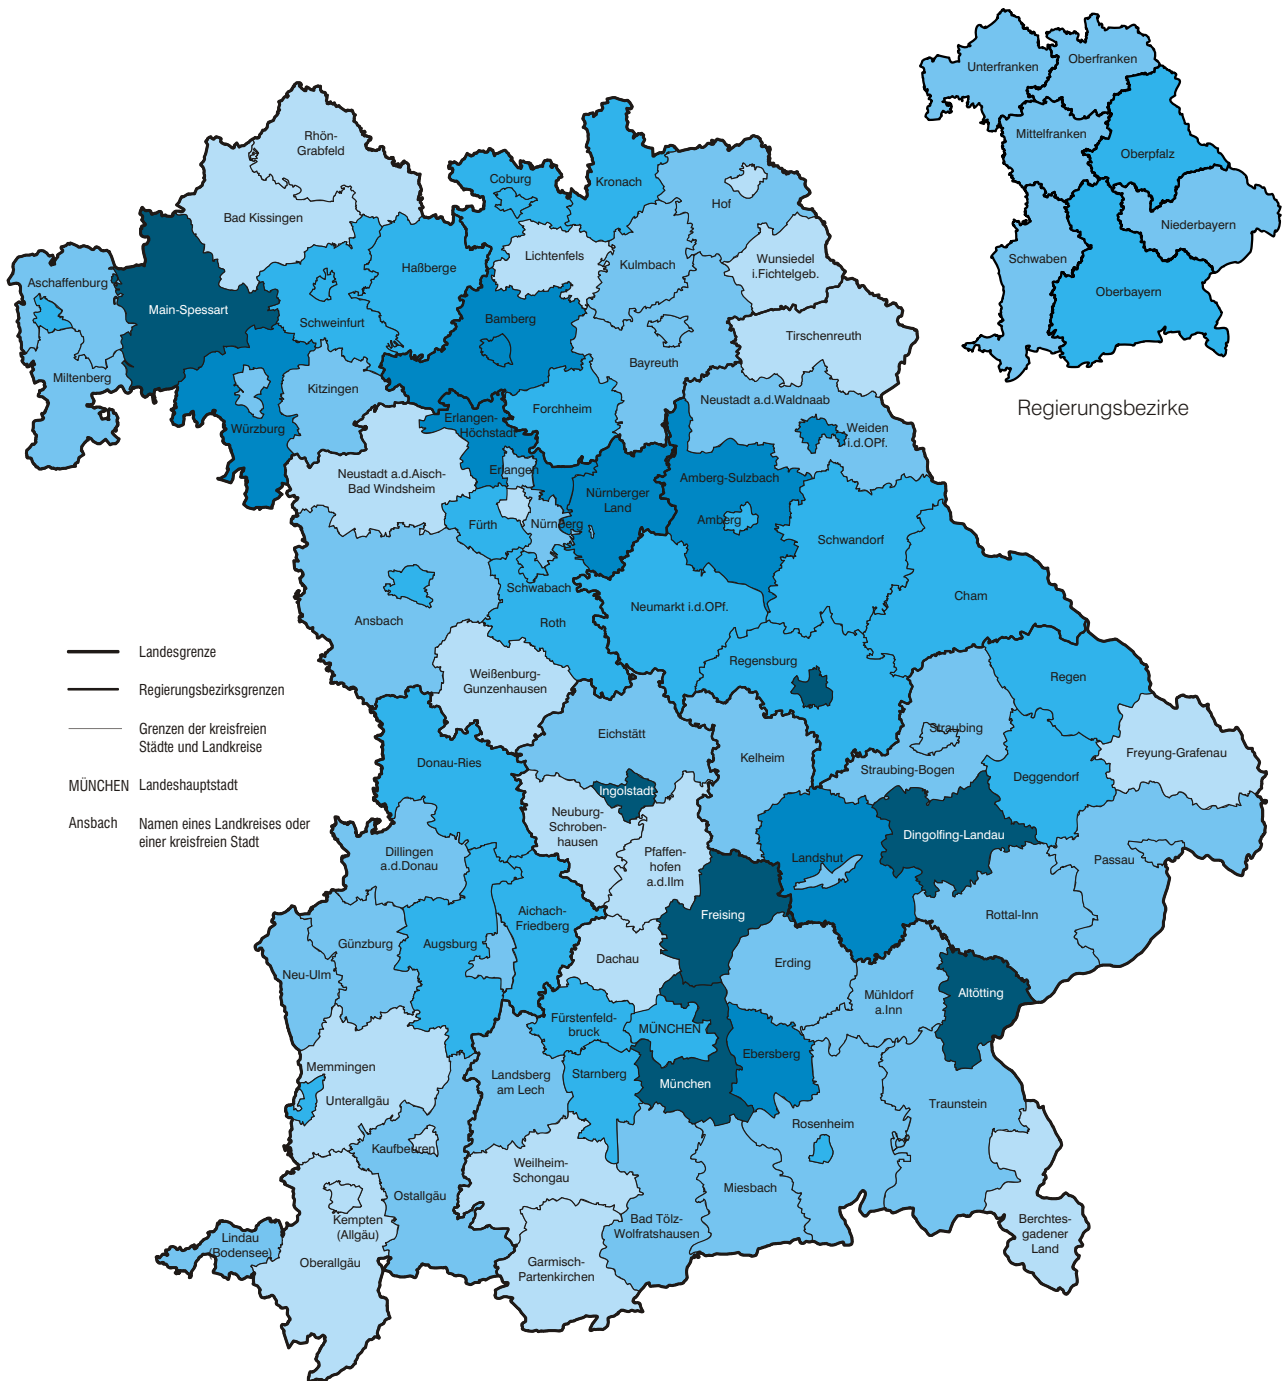 Unterfranken
Oberfranken
Mittelfranken
Oberpfalz
Niederbayern
Schwaben
Oberbayern
Regierungsbezirke
Rhön-
Grabfeld
Coburg
Kronach
Hof
Bad Kissingen
Lichtenfels
Kulmbach
Wunsiedel
i.Fichtelgeb.
Haßberge
Aschaffenburg
Main-Spessart
Schweinfurt
Bamberg
Tirschenreuth
Bayreuth
Miltenberg
Kitzingen
Neustadt a.d.Waldnaab
Forchheim
Würzburg
Erlangen-
Höchstadt
Weiden
i.d.OPf.
Neustadt a.d.Aisch-
Bad Windsheim
Erlangen
Nürnberger
Land
Amberg-Sulzbach
Fürth
Nürnberg
Amberg
Schwandorf
Schwabach
Cham
Ansbach
Roth
Neumarkt i.d.OPf.
Landesgrenze
Weißenburg-
Gunzenhausen
Regensburg
Regen
Regierungsbezirksgrenzen
Grenzen der kreisfreien
Städte und Landkreise
Eichstätt
Straubing
Kelheim
Freyung-Grafenau
Donau-Ries
Straubing-Bogen
Deggendorf
MÜNCHEN
Landeshauptstadt
Ingolstadt
Ansbach
Namen eines Landkreises oder
einer kreisfreien Stadt
Neuburg-
Schroben-
hausen
Dingolfing-Landau
Dillingen
a.d.Donau
Pfaffen-
hofen
a.d.Ilm
Landshut
Passau
Aichach-
Friedberg
Freising
Rottal-Inn
Günzburg
Augsburg
Dachau
Erding
Neu-Ulm
Mühldorf
a.Inn
Altötting
Fürstenfeld-
bruck
MÜNCHEN
Ebersberg
Memmingen
Landsberg
am Lech
Starnberg
München
Unterallgäu
Traunstein
Rosenheim
Kaufbeuren
Weilheim-
Schongau
Ostallgäu
Miesbach
Kempten
(Allgäu)
Bad Tölz-
Wolfratshausen
Berchtes-
gadener
Land
Lindau
(Bodensee)
Oberallgäu
Garmisch-
Partenkirchen